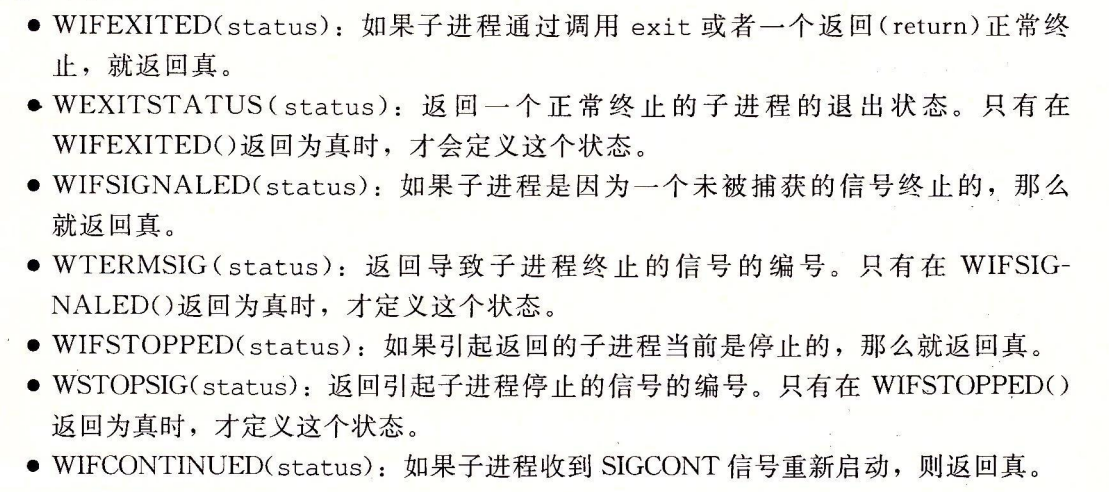 ● WIFEXITED(status)：如果子进程通过调用 exit 或者一个返回(return)正常终
止，就返回真。
● WEXITSTATUS(status)：返回一个正常终止的子进程的退出状态。只有在
WIFEXITED()返回为真时，才会定义这个状态。
● WIFSIGNALED(status)：如果子进程是因为一个未被捕获的信号终止的，那么
就返回真。
● WTERMSIG(status)：返回导致子进程终止的信号的编号。只有在 WIFSIG-
NALED()返回为真时，才定义这个状态。
● WIFSTOPPED(status)：如果引起返回的子进程当前是停止的，那么就返回真。
● WSTOPSIG(status)：返回引起子进程停止的信号的编号。只有在 WIFSTOPPED()
返回为真时，才定义这个状态。
● WIFCONTINUED(status)：如果子进程收到 SIGCONT 信号重新启动，则返回真。